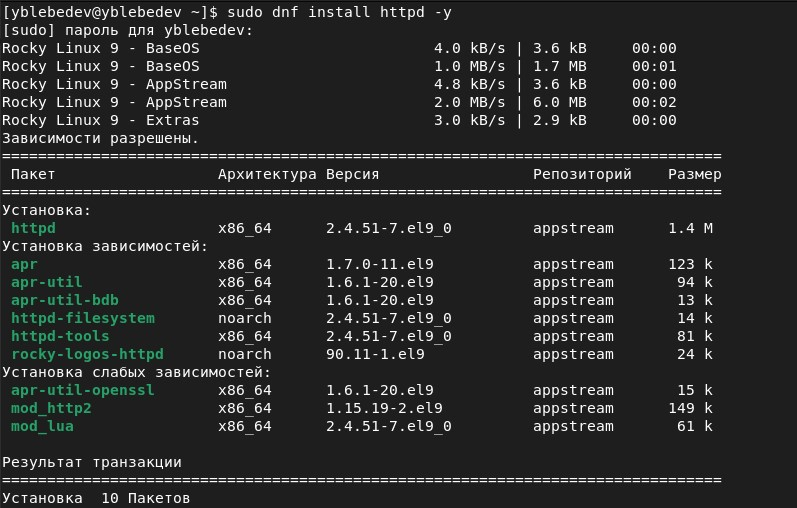 [yblebedev@yblebedev ~]$ sudo dnf install httpd -y
[sudo] пароль для yblebedev:
Rocky Linux 9 - BaseOS                          4.0 kB/s | 3.6 kB     00:00
Rocky Linux 9 - BaseOS                          1.0 MB/s | 1.7 MB     00:01
Rocky Linux 9 - AppStream                       4.8 kB/s | 3.6 kB     00:00
Rocky Linux 9 - AppStream                       2.0 MB/s | 6.0 MB     00:02
Rocky Linux 9 - Extras                          3.0 kB/s | 2.9 kB     00:00
Зависимости разрешены.
================================================================================
 Пакет                  Архитектура Версия                 Репозиторий    Размер
================================================================================
Установка:
 httpd                  x86_64      2.4.51-7.el9_0         appstream      1.4 M
Установка зависимостей:
 apr                    x86_64      1.7.0-11.el9           appstream      123 k
 apr-util               x86_64      1.6.1-20.el9           appstream       94 k
 apr-util-bdb           x86_64      1.6.1-20.el9           appstream       13 k
 httpd-filesystem       noarch      2.4.51-7.el9_0         appstream       14 k
 httpd-tools            x86_64      2.4.51-7.el9_0         appstream       81 k
 rocky-logos-httpd      noarch      90.11-1.el9            appstream       24 k
Установка слабых зависимостей:
 apr-util-openssl       x86_64      1.6.1-20.el9           appstream       15 k
 mod_http2              x86_64      1.15.19-2.el9          appstream      149 k
 mod_lua                x86_64      2.4.51-7.el9_0         appstream       61 k

Результат транзакции
================================================================================
Установка  10 Пакетов